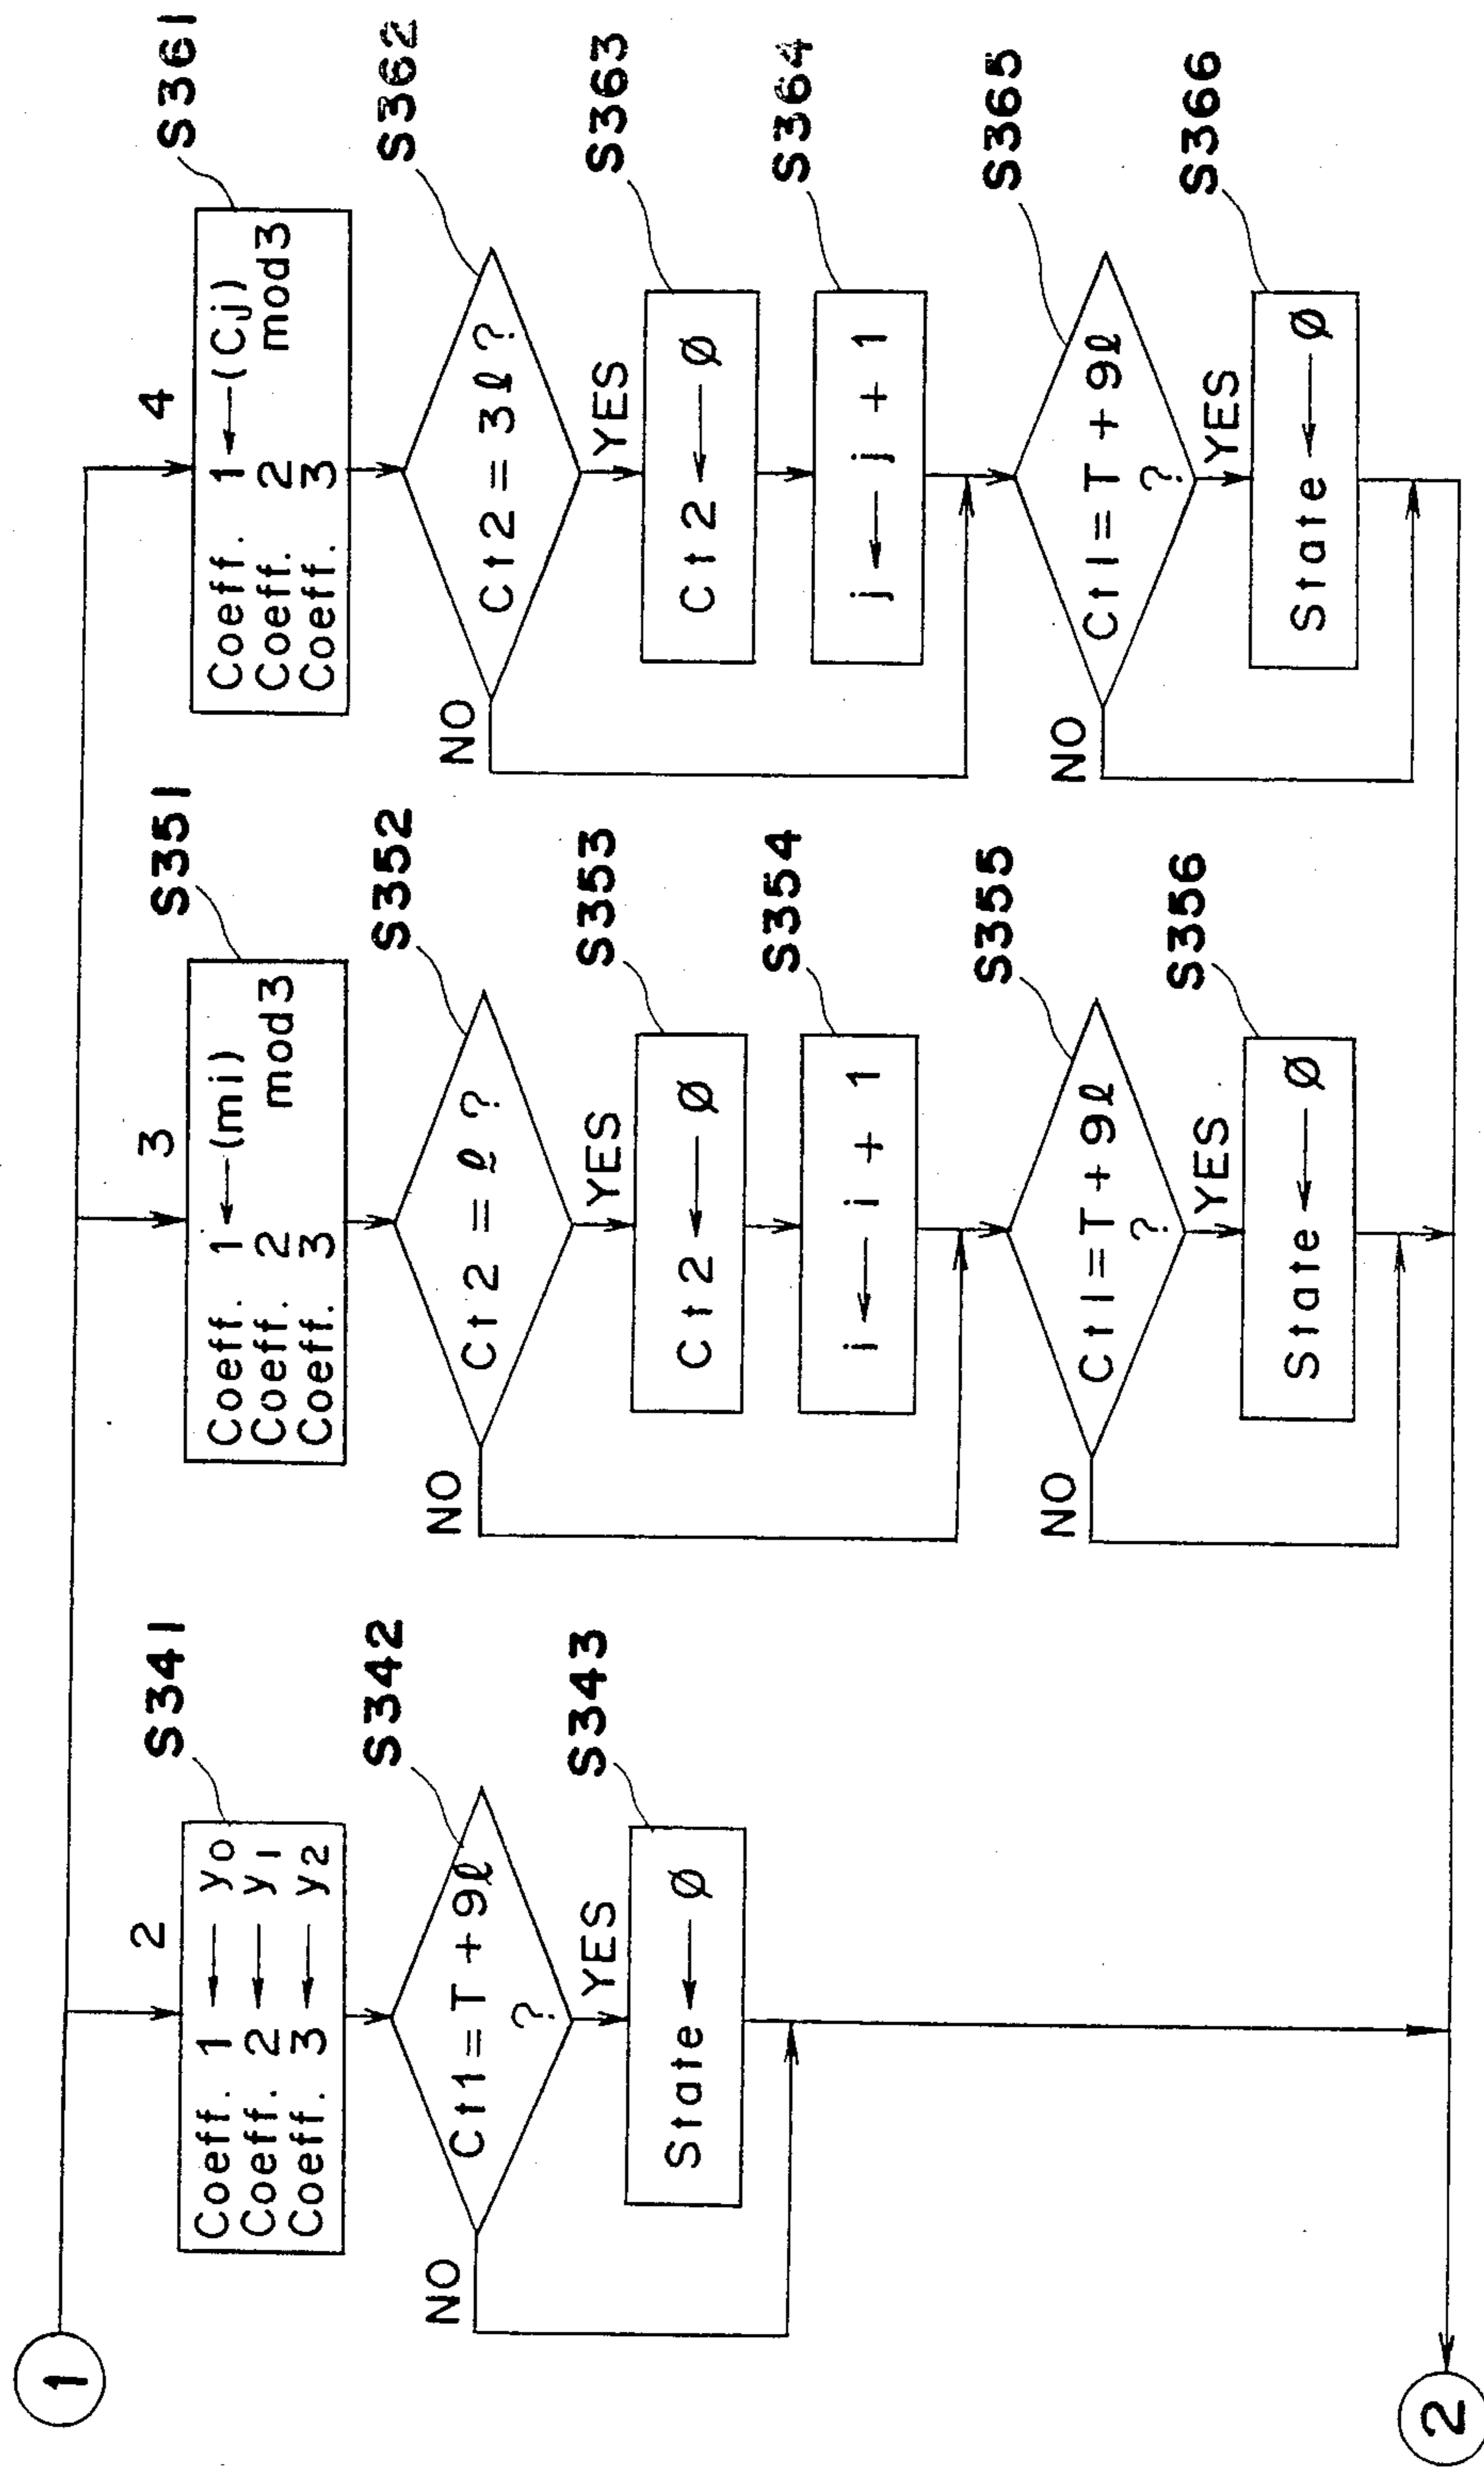 1
2
S341
Coeff. 1 ← y0
Coeff. 2 ← y1
Coeff. 3 ← y2
S342
Ct1=T+9ℓ
?
NO
YES
S343
State ← Ø
3
S351
Coeff. 1 ← (mi)
Coeff. 2 mod3
Coeff. 3
S352
Ct2 = ℓ ?
NO
YES
S353
Ct2 ← Ø
S354
i ← i + 1
S355
Ct1=T+9ℓ
?
NO
YES
S356
State ← Ø
4
S361
Coeff. 1 ← (Cj)
Coeff. 2 mod3
Coeff. 3
S362
Ct2 = 3ℓ ?
NO
YES
S363
Ct2 ← Ø
S364
j ← j + 1
S365
Ct1=T+9ℓ
?
NO
YES
S366
State ← Ø
2